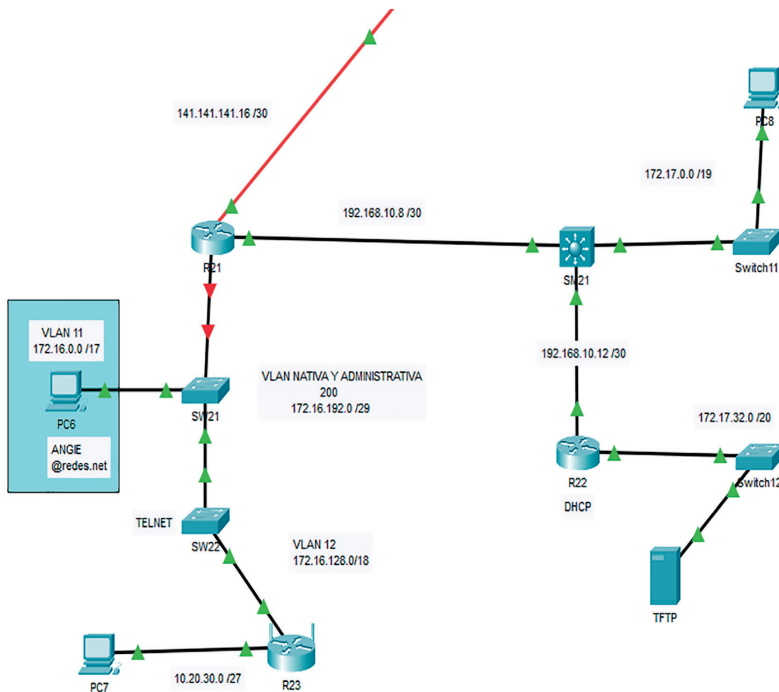 141.141.141.16 /30
PC8
172.17.0.0 /19
192.168.10.8 /30
R21
SM21
Switch11
VLAN 11
172.16.0.0 /17
192.168.10.12 /30
VLAN NATIVA Y ADMINISTRATIVA
200
172.16.192.0 /29
PC6
SW21
172.17.32.0 /20
ANGIE
@redes.net
R22
Switch12
DHCP
TELNET
SW22
VLAN 12
172.16.128.0/18
TFTP
PC7
10.20.30.0 /27
R23